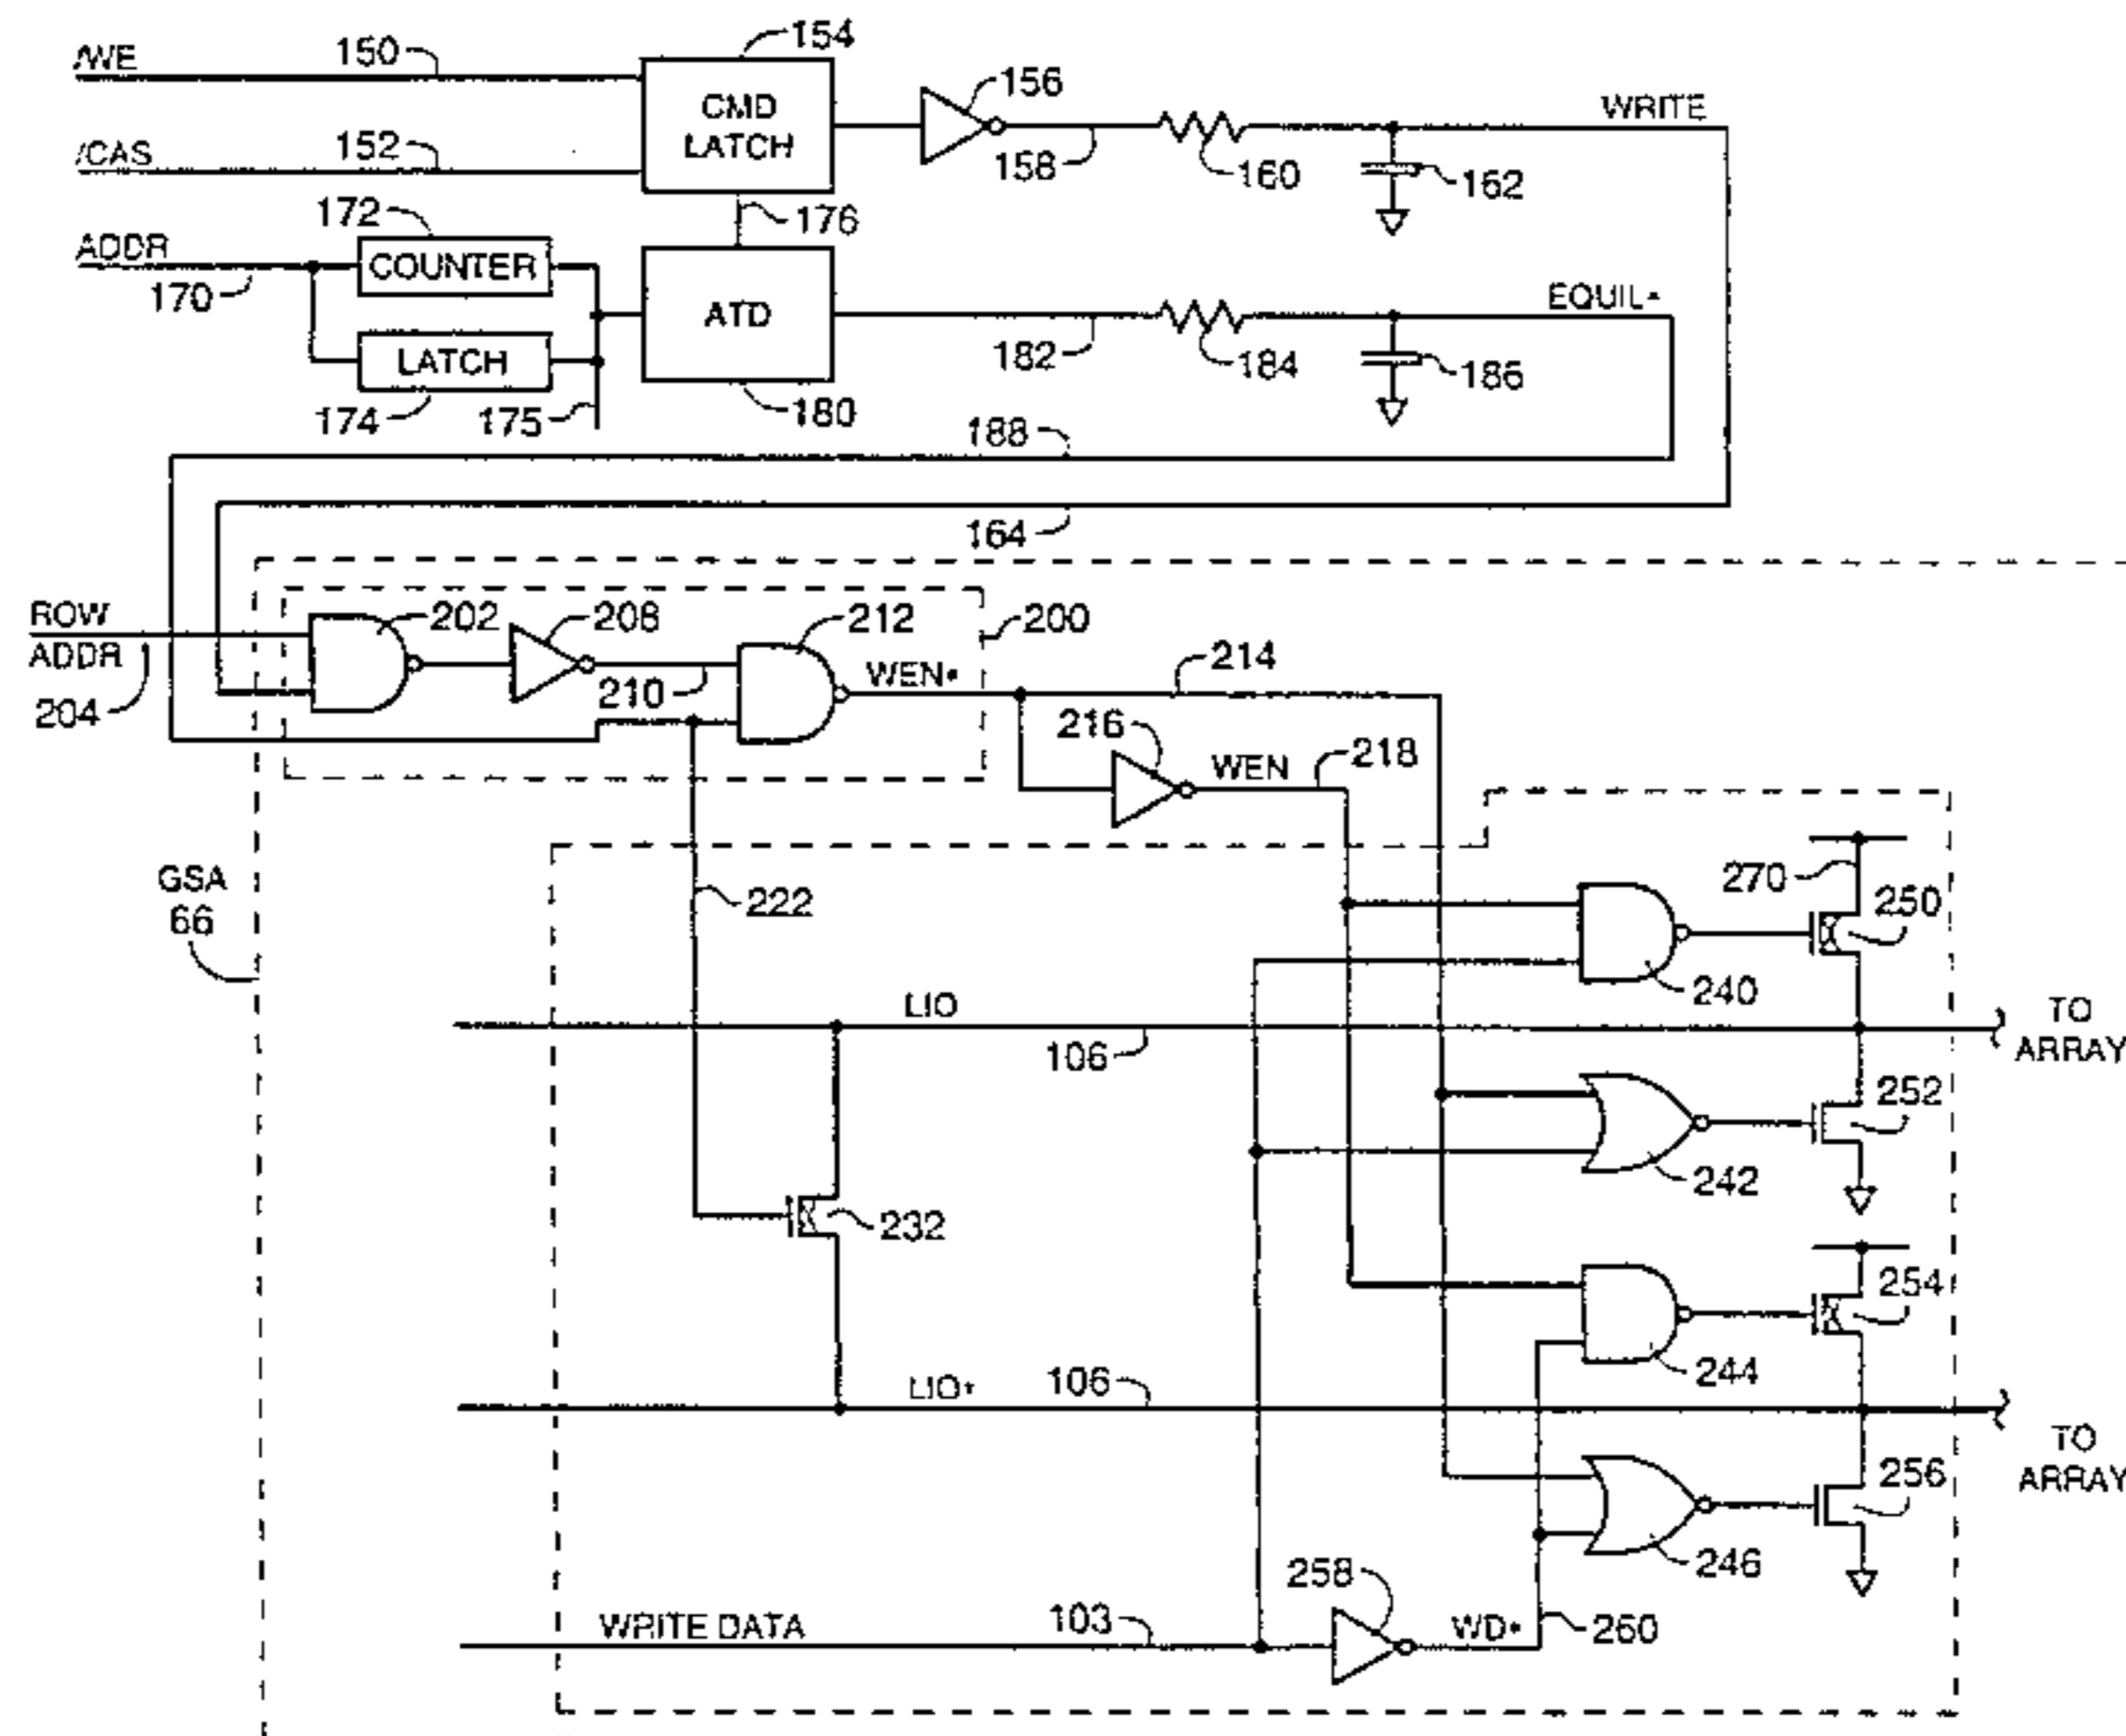 /WE
150
154
CMD
LATCH
156
158
160
WRITE
162
/CAS
152
172
176
ADDR
170
COUNTER
LATCH
174
175
ATD
180
182
184
EQUIL*
186
188
164
ROW
ADDR
204
202
208
210
212
200
WEN*
214
216
WEN
218
GSA
66
222
270
250
240
LIO
106
TO
ARRAY
252
242
232
254
244
LIO*
106
TO
ARRAY
256
246
258
WRITE DATA
103
WD*
260